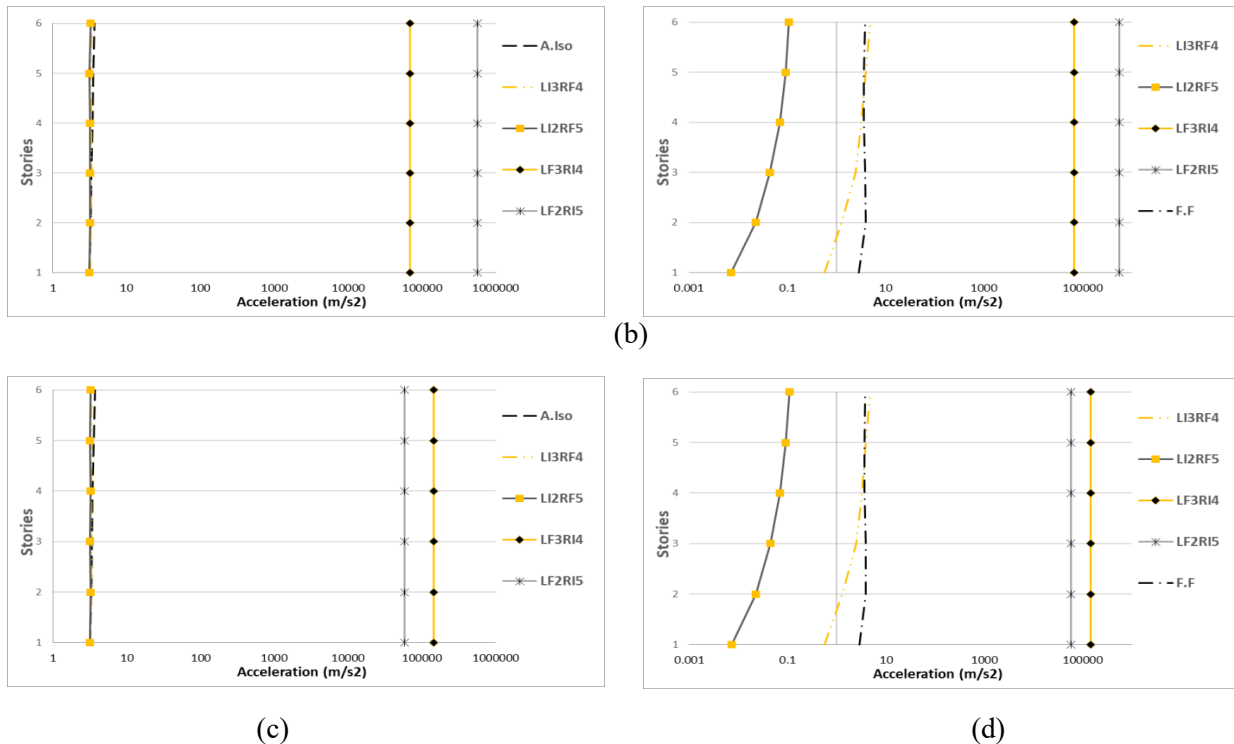 6
5
4
3
2
1
Stories
1 10 100 1000 10000 100000 1000000
Acceleration (m/s2)
A.Iso
LI3RF4
LI2RF5
LF3RI4
LF2RI5
6
5
4
3
2
1
Stories
0.001 0.1 10 1000 100000
Acceleration (m/s2)
LI3RF4
LI2RF5
LF3RI4
LF2RI5
F.F
(b)
6
5
4
3
2
1
Stories
1 10 100 1000 10000 100000 1000000
Acceleration (m/s2)
A.Iso
LI3RF4
LI2RF5
LF3RI4
LF2RI5
6
5
4
3
2
1
Stories
0.001 0.1 10 1000 100000
Acceleration (m/s2)
LI3RF4
LI2RF5
LF3RI4
LF2RI5
F.F
(c) (d)